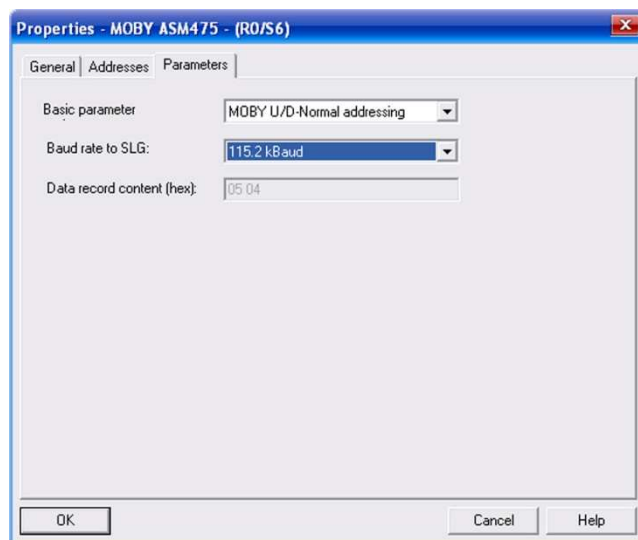 Properties - MOBY ASM475 - (R0/S6)
General Addresses Parameters
Basic parameter MOBY U/D-Normal addressing
Baud rate to SLG: 115.2 kBaud
Data record content (hex): 05 04
OK Cancel Help